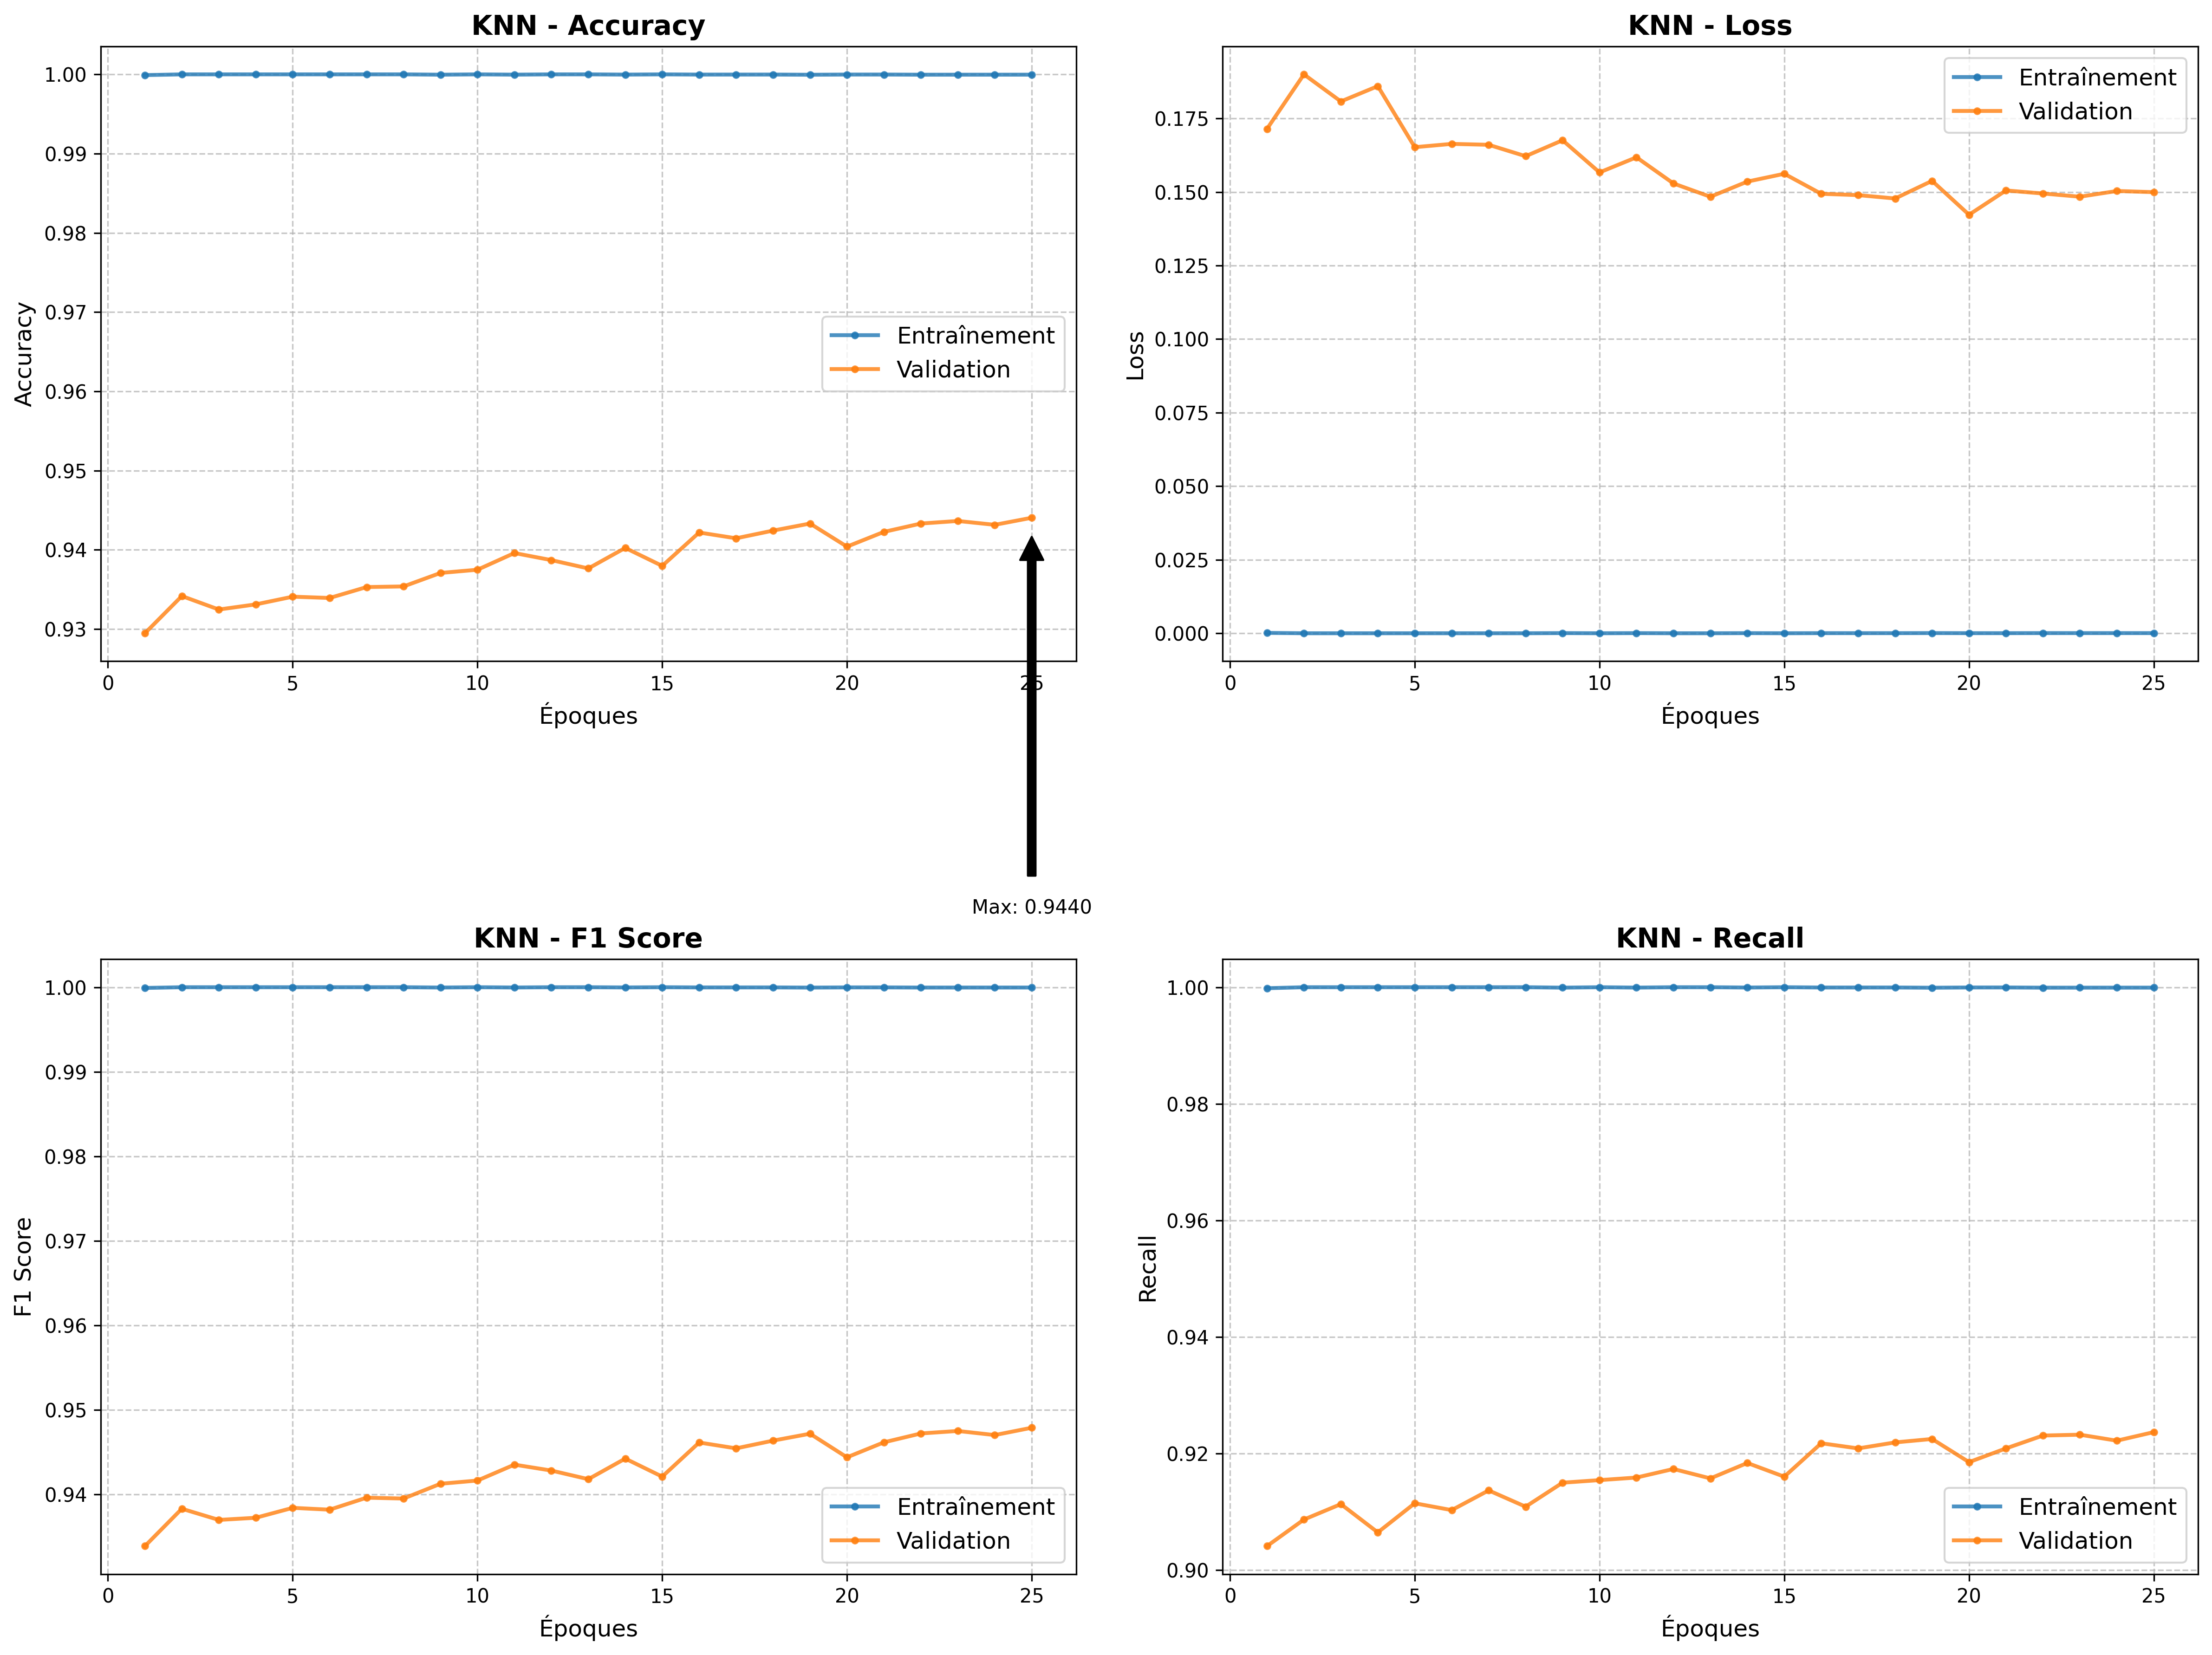 KNN - Accuracy
Accuracy
1.00
0.99
0.98
0.97
0.96
0.95
0.94
0.93
Entraînement
Validation
0 5 10 15 20 25
Époques
Max: 0.9440
KNN - Loss
Loss
0.175
0.150
0.125
0.100
0.075
0.050
0.025
0.000
Entraînement
Validation
0 5 10 15 20 25
Époques
KNN - F1 Score
F1 Score
1.00
0.99
0.98
0.97
0.96
0.95
0.94
Entraînement
Validation
0 5 10 15 20 25
Époques
KNN - Recall
Recall
1.00
0.98
0.96
0.94
0.92
0.90
Entraînement
Validation
0 5 10 15 20 25
Époques